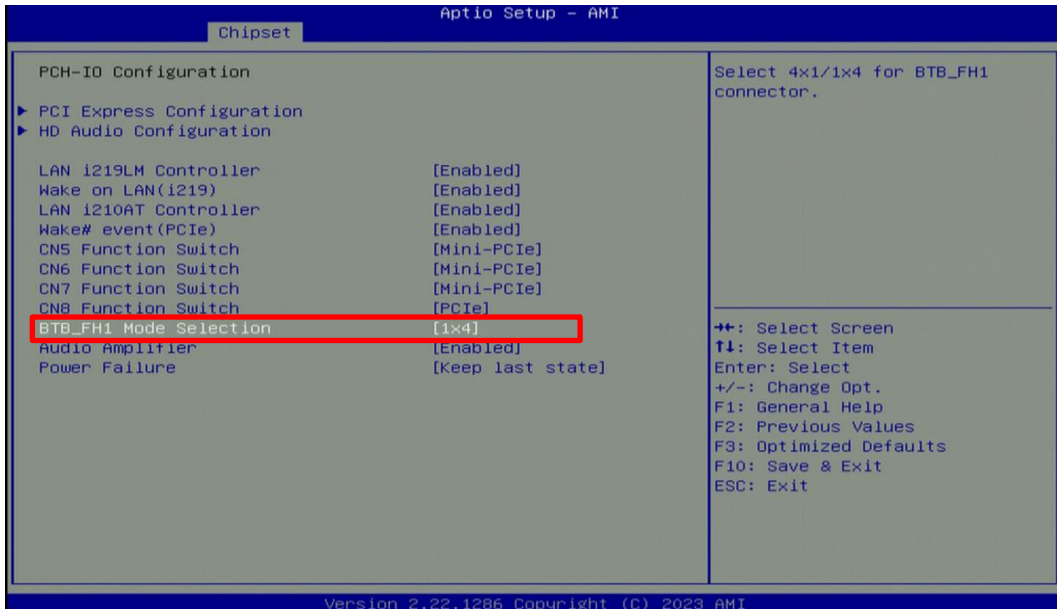 Aptio Setup – AMI
Chipset
PCH-IO Configuration
PCI Express Configuration
HD Audio Configuration
LAN i219LM Controller [Enabled]
Wake on LAN(i219) [Enabled]
LAN i210AT Controller [Enabled]
Wake# event(PCIe) [Enabled]
CN5 Function Switch [Mini-PCIe]
CN6 Function Switch [Mini-PCIe]
CN7 Function Switch [Mini-PCIe]
CN8 Function Switch [PCIe]
BTB_FH1 Mode Selection [1x4]
Audio Amplifier [Enabled]
Power Failure [Keep last state]
Select 4x1/1x4 for BTB_FH1
connector.
→←: Select Screen
↑↓: Select Item
Enter: Select
+/-: Change Opt.
F1: General Help
F2: Previous Values
F3: Optimized Defaults
F10: Save & Exit
ESC: Exit
Version 2.22.1286 Copyright (C) 2023 AMI